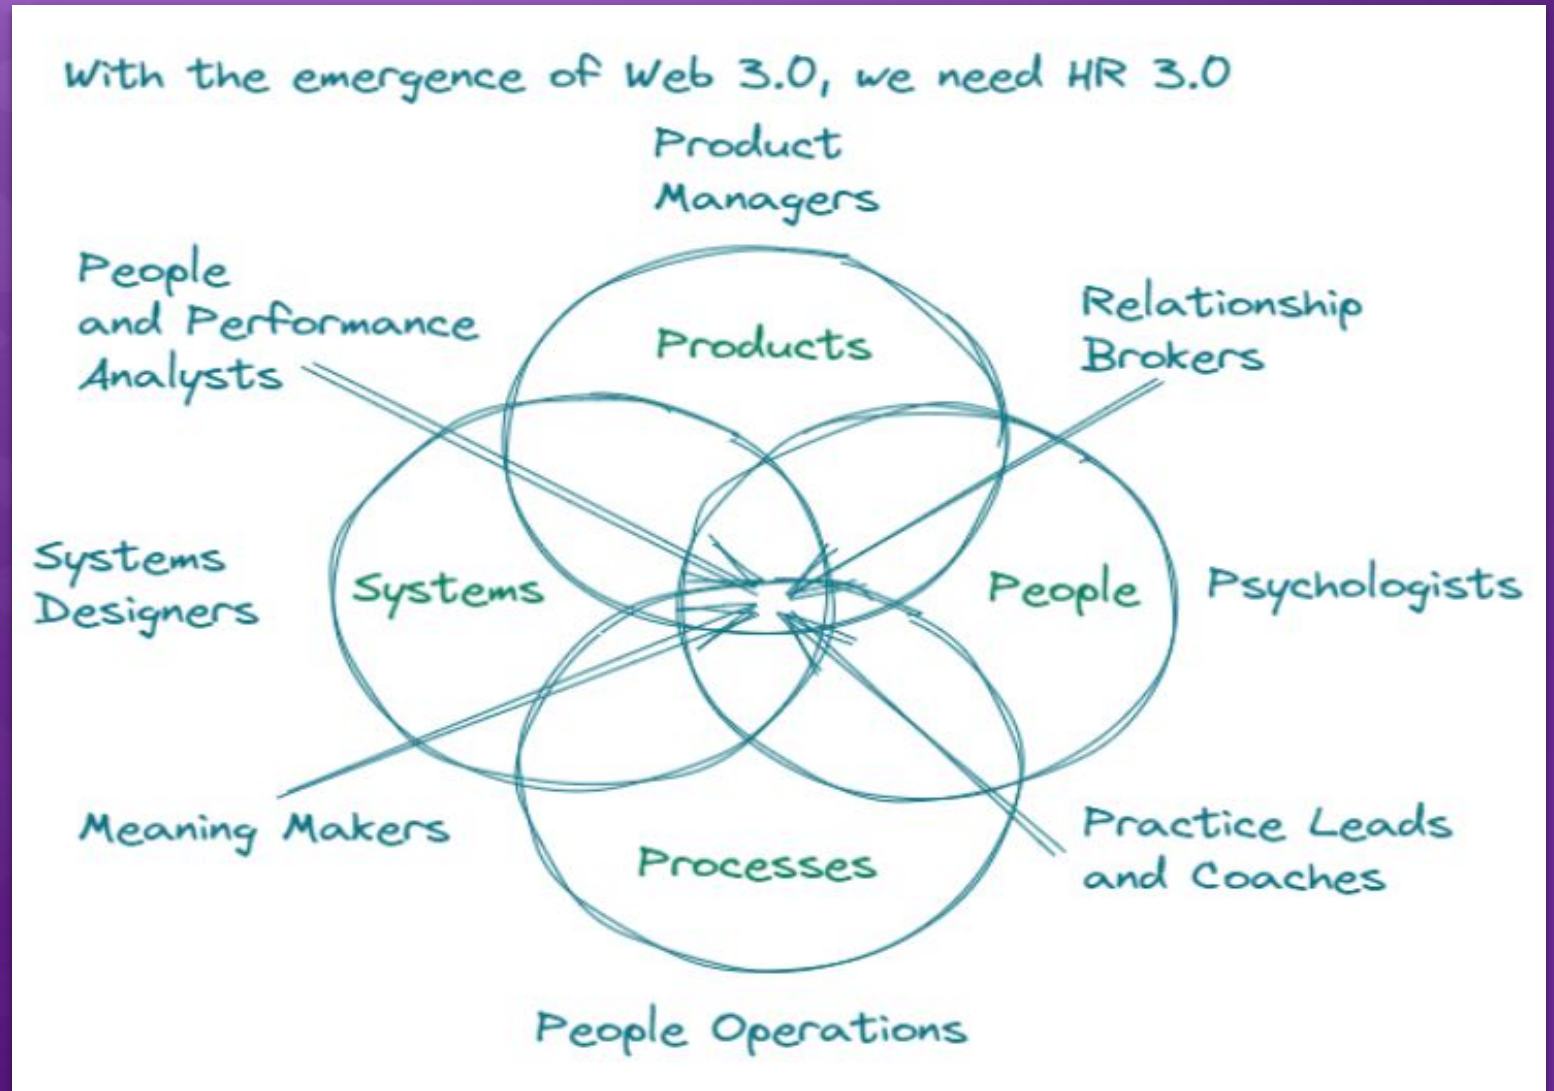 With the emergence of Web 3.0, we need HR 3.0
Product
Managers
People
and Performance
Analysts
Relationship
Brokers
Products
Systems
Designers
Systems
People
Psychologists
Meaning Makers
Processes
Practice Leads
and Coaches
People Operations